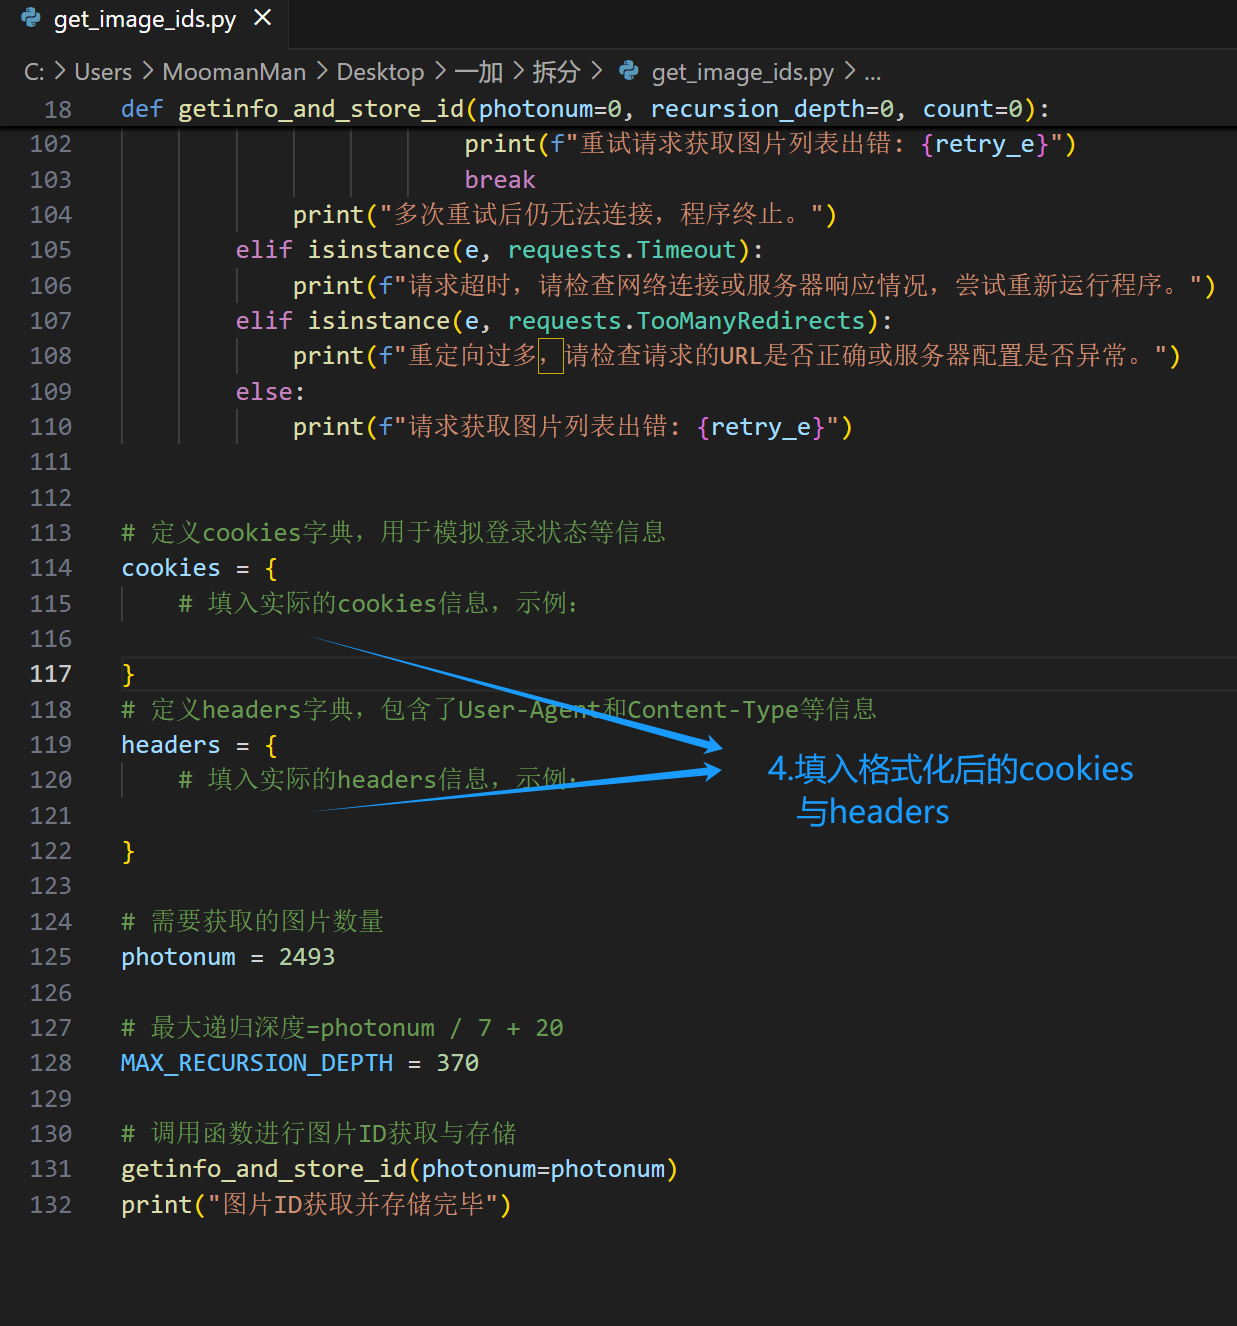 get_image_ids.py ×
C: > Users > MoomanMan > Desktop > 一加 > 拆分 > get_image_ids.py > ...
18 def getinfo_and_store_id(photonum=0, recursion_depth=0, count=0):
102 print(f"重试请求获取图片列表出错: {retry_e}")
103 break
104 print("多次重试后仍无法连接，程序终止。")
105 elif isinstance(e, requests.Timeout):
106 print(f"请求超时，请检查网络连接或服务器响应情况，尝试重新运行程序。")
107 elif isinstance(e, requests.TooManyRedirects):
108 print(f"重定向过多，请检查请求的URL是否正确或服务器配置是否异常。")
109 else:
110 print(f"请求获取图片列表出错: {retry_e}")
111
112
113 # 定义cookies字典，用于模拟登录状态等信息
114 cookies = {
115 # 填入实际的cookies信息，示例：
116
117 }
118 # 定义headers字典，包含了User-Agent和Content-Type等信息
119 headers = {
120 # 填入实际的headers信息，示例：
4.填入格式化后的cookies
与headers
121
122 }
123
124 # 需要获取的图片数量
125 photonum = 2493
126
127 # 最大递归深度=photonum / 7 + 20
128 MAX_RECURSION_DEPTH = 370
129
130 # 调用函数进行图片ID获取与存储
131 getinfo_and_store_id(photonum=photonum)
132 print("图片ID获取并存储完毕")